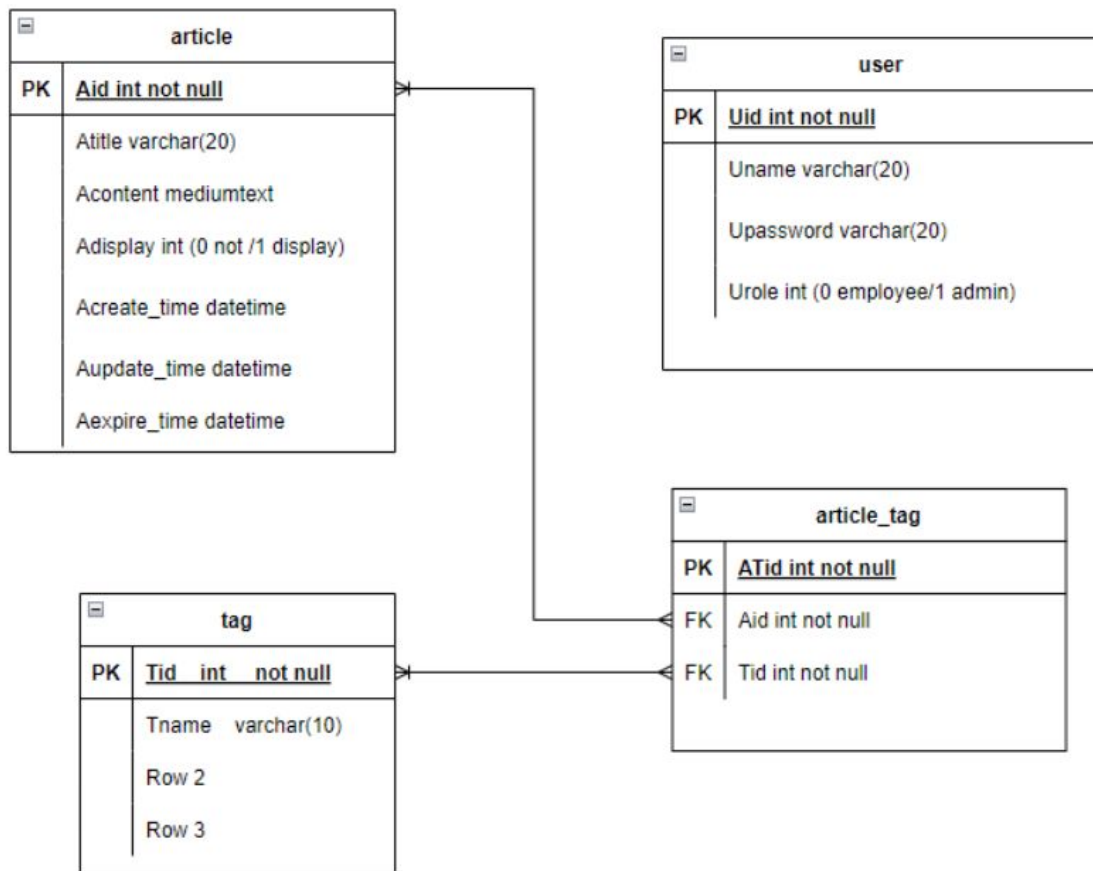 article
PK Aid int not null
Atitle varchar(20)
Acontent mediumtext
Adisplay int (0 not /1 display)
Acreate_time datetime
Aupdate_time datetime
Aexpire_time datetime
user
PK Uid int not null
Uname varchar(20)
Upassword varchar(20)
Urole int (0 employee/1 admin)
tag
PK Tid int not null
Tname varchar(10)
Row 2
Row 3
article_tag
PK ATid int not null
FK Aid int not null
FK Tid int not null